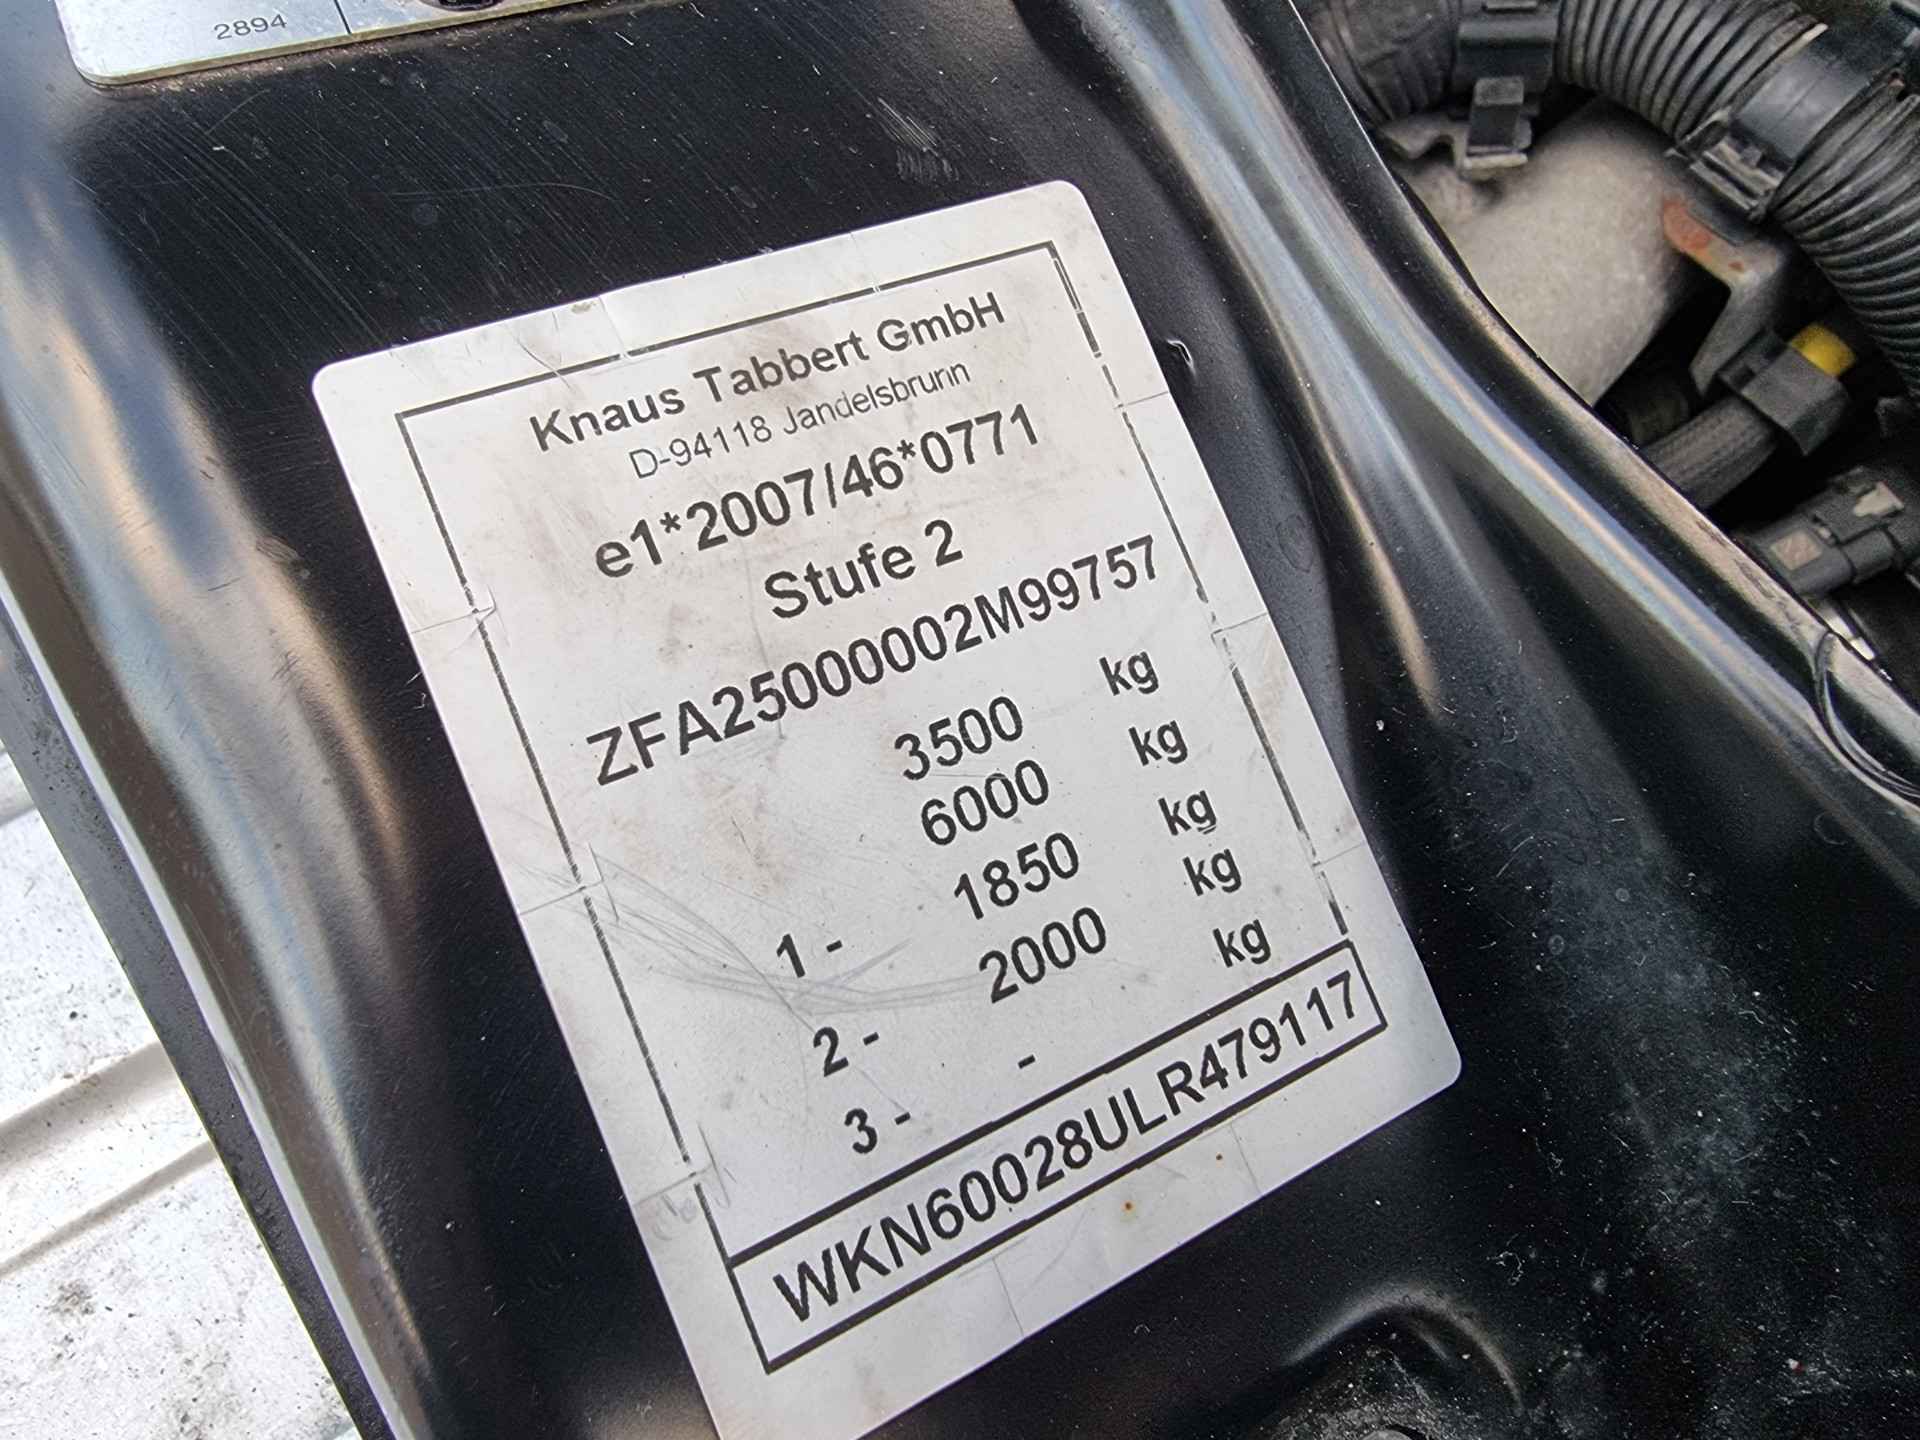 2894
Knaus Tabbert GmbH
D-94118 Jandelsbrunn
e1*2007/46*0771
Stufe 2
ZFA25000002M99757
3500 kg
6000 kg
1- 1850 kg
2- 2000 kg
3- - kg
WKN60028ULR479117